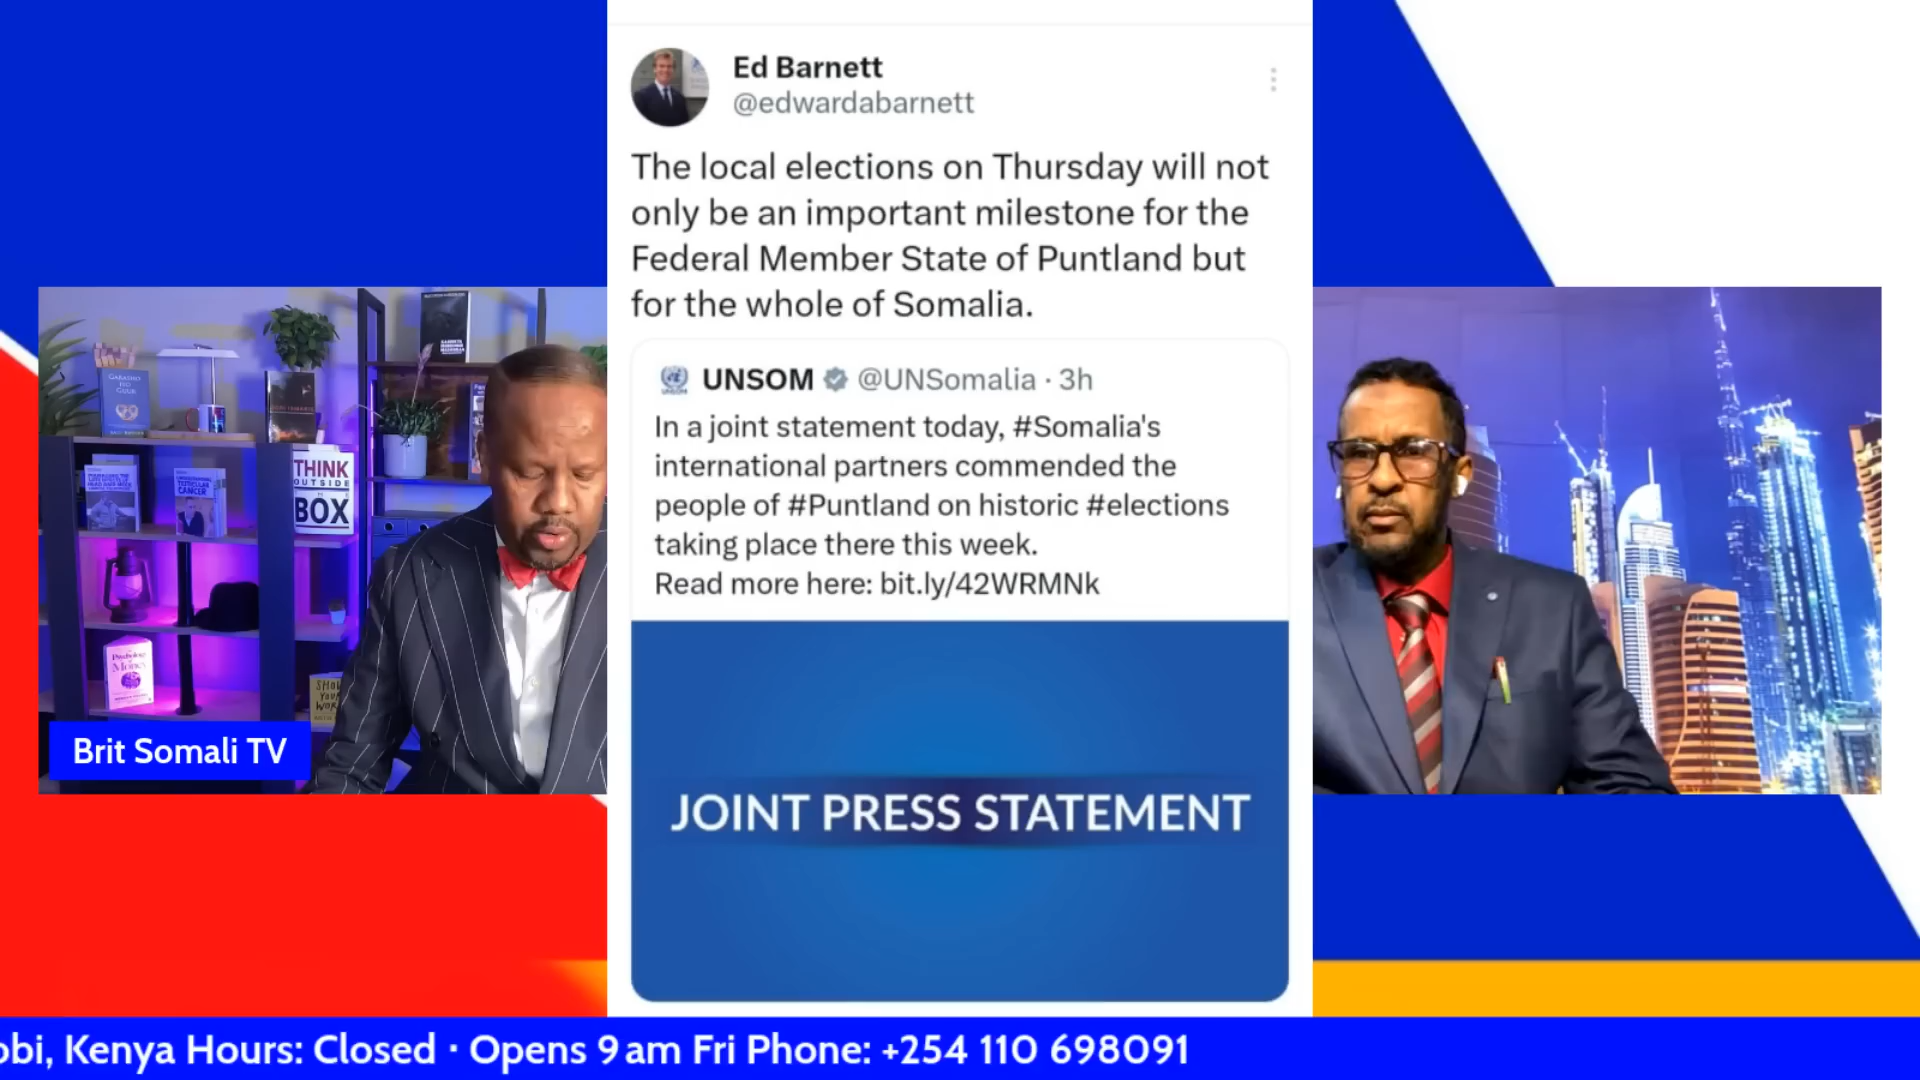 Ed Barnett
@edwardabarnett
The local elections on Thursday will not
only be an important milestone for the
Federal Member State of Puntland but
for the whole of Somalia.
UNSOM @UNSomalia · 3h
In a joint statement today, #Somalia's
international partners commended the
people of #Puntland on historic #elections
taking place there this week.
Read more here: bit.ly/42WRMNk
JOINT PRESS STATEMENT
THINK
OUTSIDE
BOX
CANCER
Psychology
of
Money
Brit Somali TV
obi, Kenya Hours: Closed · Opens 9 am Fri Phone: +254 110 698091